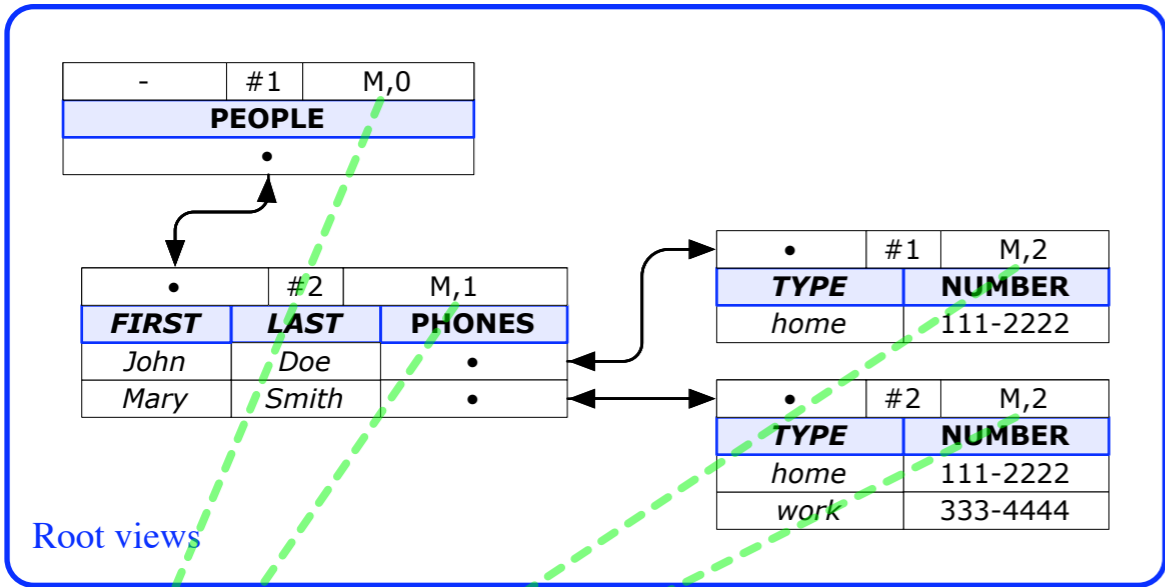 - #1 M,0
PEOPLE
•
• #2 M,1
FIRST LAST PHONES
John Doe •
Mary Smith •
• #1 M,2
TYPE NUMBER
home 111-2222
• #2 M,2
TYPE NUMBER
home 111-2222
work 333-4444
Root views